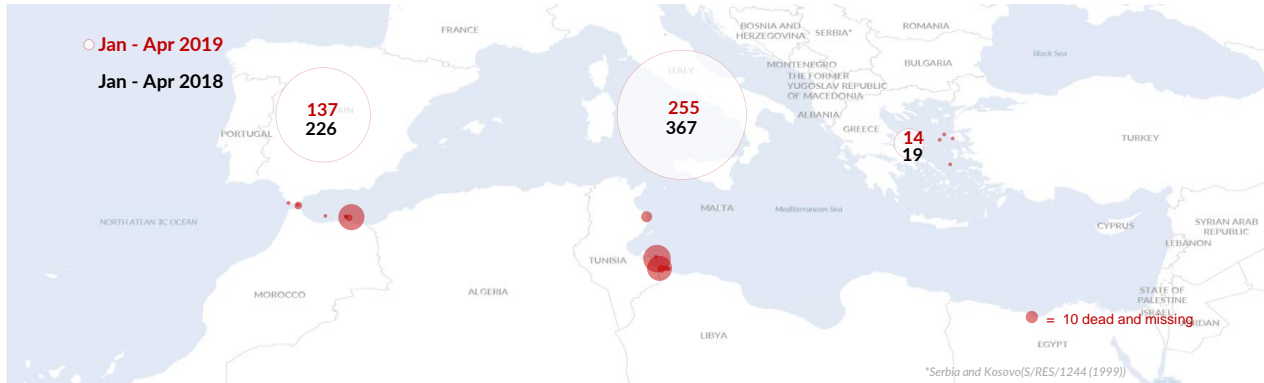 FRANCE
BOSNIA AND
HERZEGOVINA
SERBIA*
ROMANIA
Jan - Apr 2019
Black Sea
Jan - Apr 2018
ITALY
MONTENEGRO
BULGARIA
THE FORMER
YUGOSLAV REPUBLIC
OF MACEDONIA
137
226
255
367
ALBANIA
PORTUGAL
GREECE
14
19
TURKEY
NORTH ATLANTIC OCEAN
MALTA
Mediterranean Sea
CYPRUS
SYRIAN ARAB
REPUBLIC
LEBANON
TUNISIA
MOROCCO
ALGERIA
STATE OF
PALESTINE
ISRAEL
JORDAN
= 10 dead and missing
LIBYA
EGYPT
*Serbia and Kosovo(S/RES/1244 (1999))